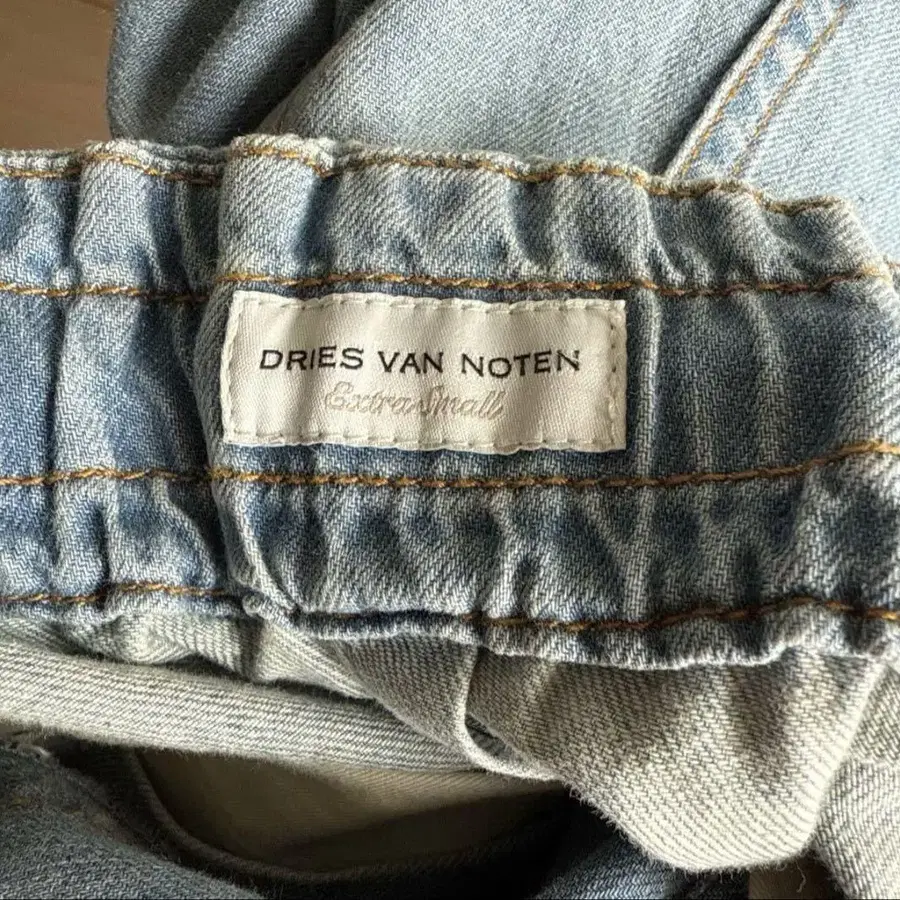 DRIES VAN NOTEN
Extra Small